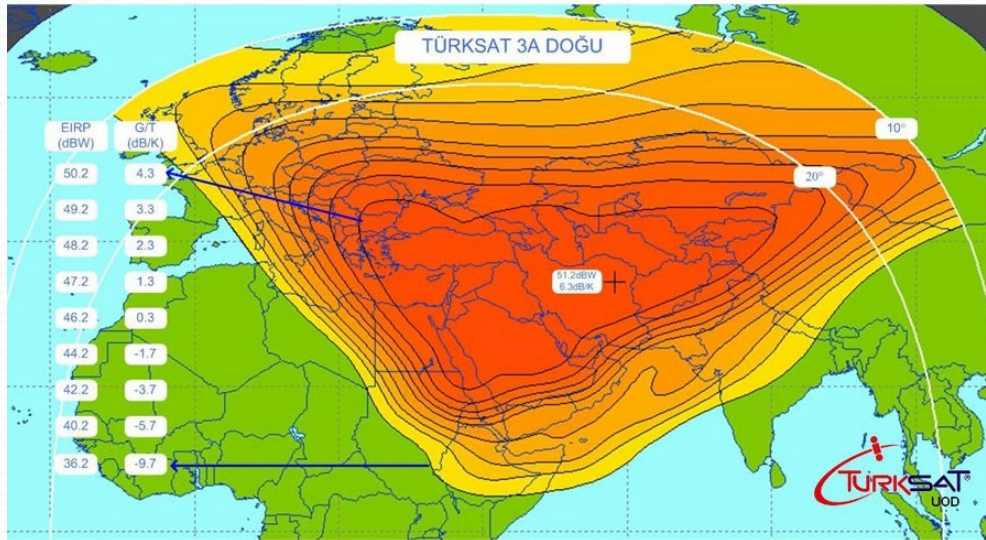 TÜRKSAT 3A DOĞU
EIRP
(dBW)
G/T
(dB/K)
50.2 4.3
49.2 3.3
48.2 2.3
47.2 1.3
46.2 0.3
44.2 -1.7
42.2 -3.7
40.2 -5.7
36.2 -9.7
10°
20°
51.2dBW
6.3dB/K
TÜRKSAT®
UOD